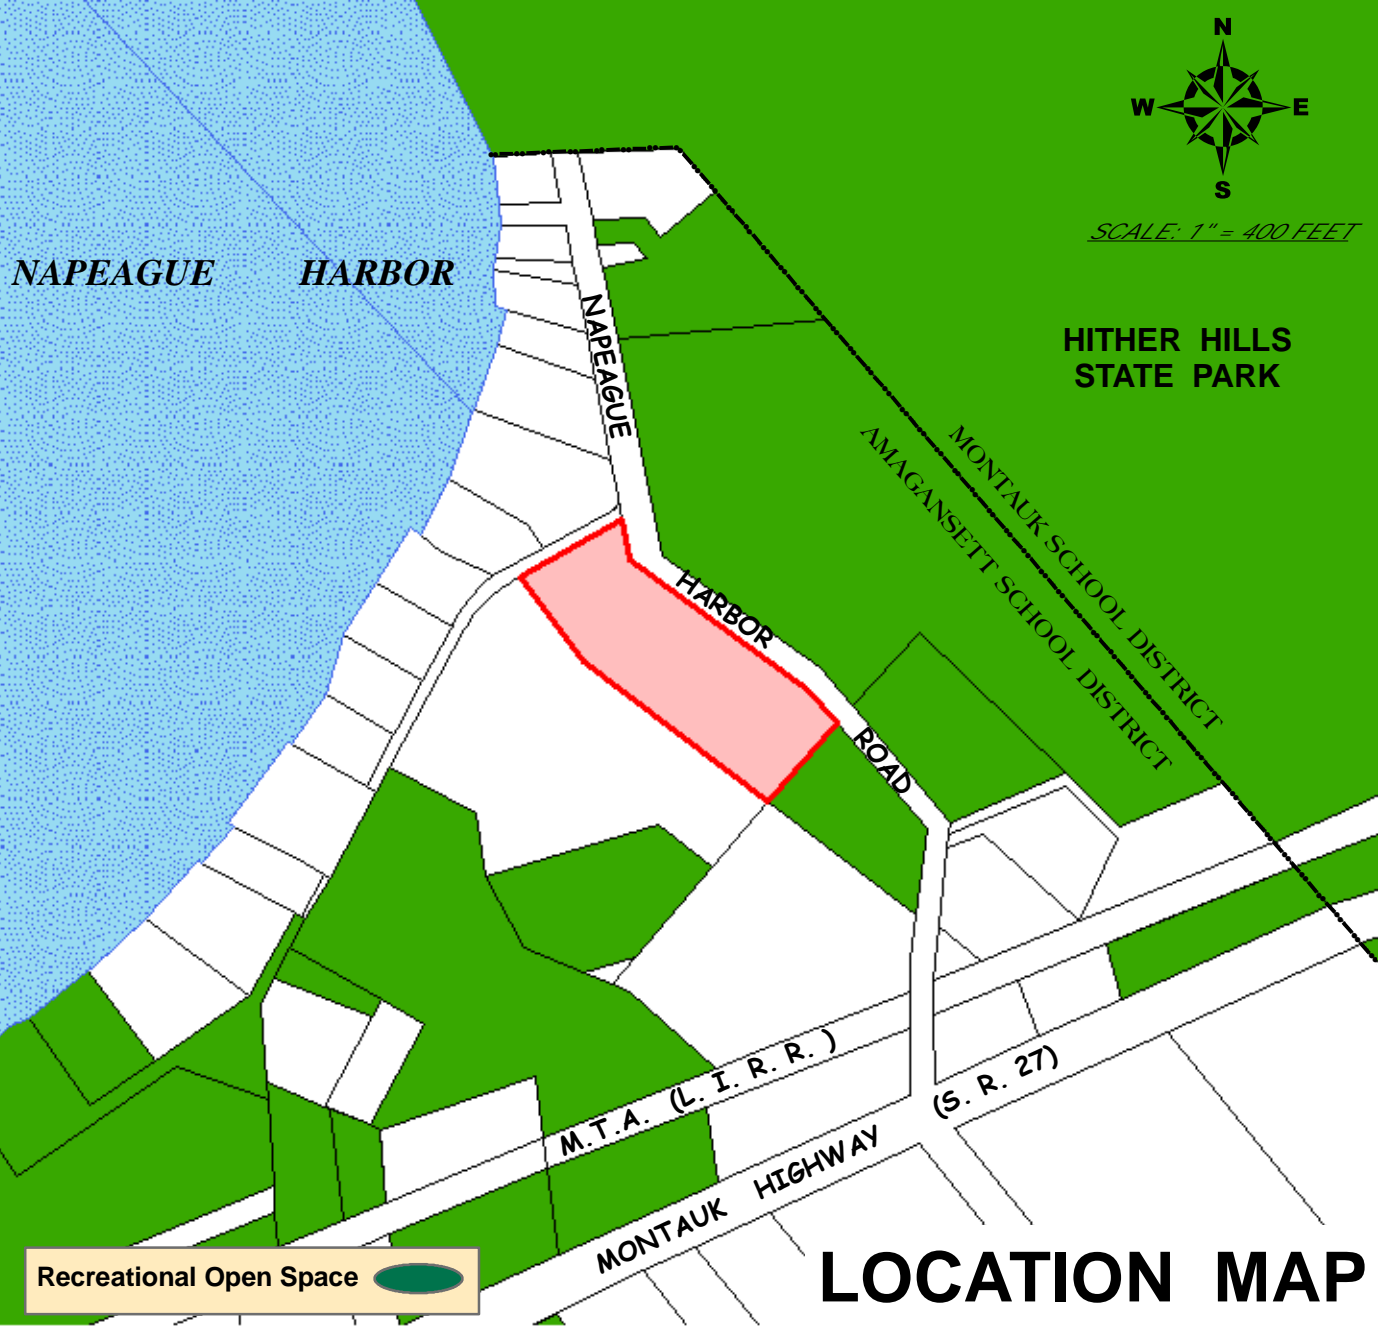 N
W E
S
SCALE: 1" = 400 FEET
NAPEAGUE HARBOR
HITHER HILLS
STATE PARK
NAPEAGUE
HARBOR
ROAD
MONTAUK SCHOOL DISTRICT
AMAGANSETT SCHOOL DISTRICT
M.T.A. (L. I. R. R. )
MONTAUK HIGHWAY (S. R. 27)
Recreational Open Space
LOCATION MAP